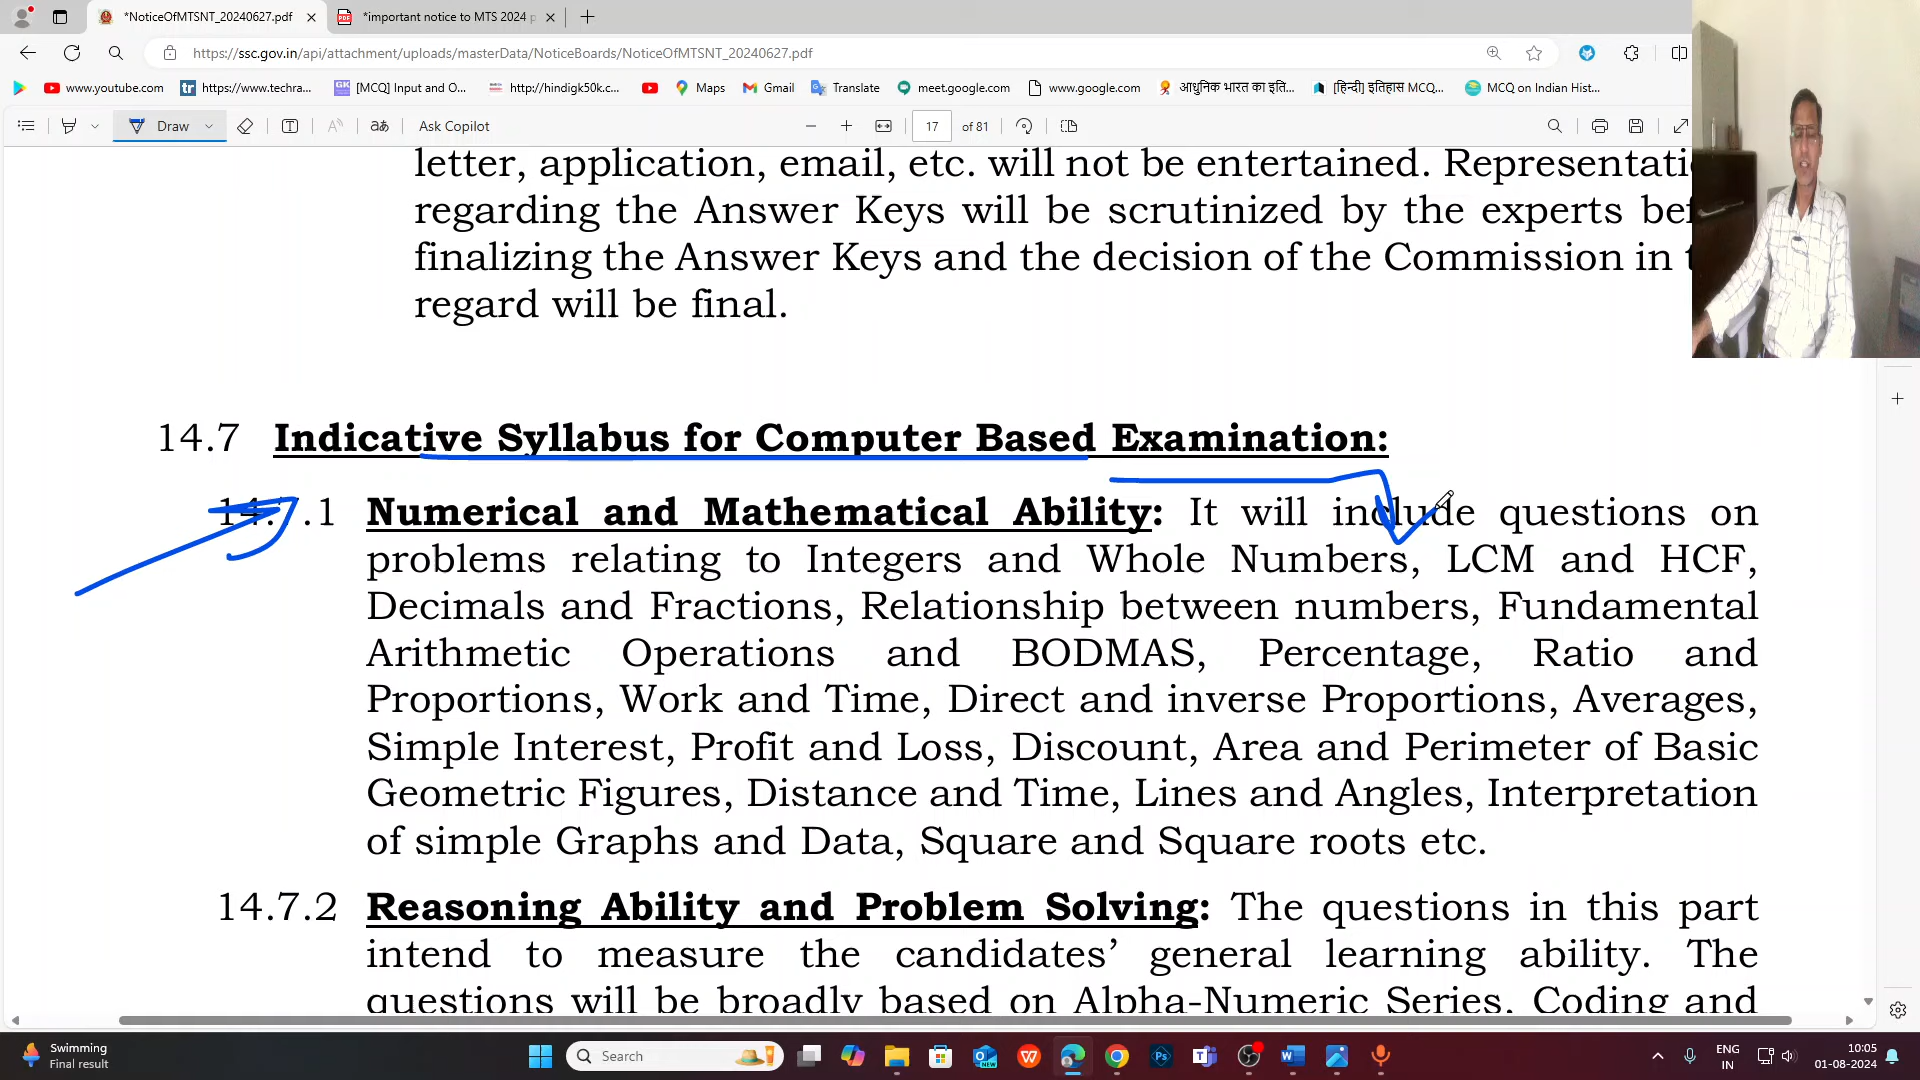 *NoticeOfMTSNT_20240627.pdf
*important notice to MTS 2024
https://ssc.gov.in/api/attachment/uploads/masterData/NoticeBoards/NoticeOfMTSNT_20240627.pdf
www.youtube.com
https://www.techra...
[MCQ] Input and O...
http://hindigk50k.c...
Maps
Gmail
Translate
meet.google.com
www.google.com
आधुनिक भारत का इति...
[हिन्दी] इतिहास MCQ...
MCQ on Indian Hist...
Draw
Ask Copilot
17 of 81
letter, application, email, etc. will not be entertained.
regarding the Answer Keys will be scrutinized by the experts
finalizing the Answer Keys and the decision of the Commission in
regard will be final.
14.7 Indicative Syllabus for Computer Based Examination:
14.7.1 Numerical and Mathematical Ability: It will include questions on
problems relating to Integers and Whole Numbers, LCM and HCF,
Decimals and Fractions, Relationship between numbers, Fundamental
Arithmetic Operations and BODMAS, Percentage, Ratio and
Proportions, Work and Time, Direct and inverse Proportions, Averages,
Simple Interest, Profit and Loss, Discount, Area and Perimeter of Basic
Geometric Figures, Distance and Time, Lines and Angles, Interpretation
of simple Graphs and Data, Square and Square roots etc.
14.7.2 Reasoning Ability and Problem Solving: The questions in this part
intend to measure the candidates’ general learning ability. The
questions will be broadly based on Alpha-Numeric Series, Coding and
Swimming
Final result
Search
ENG
IN
10:05
01-08-2024